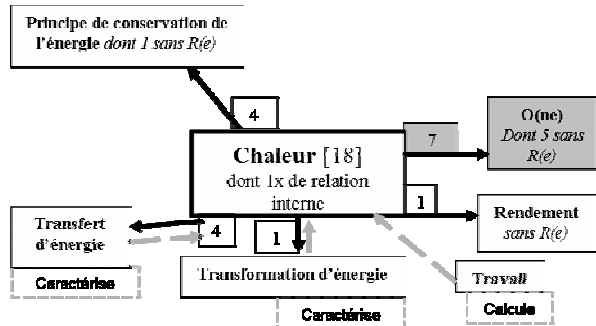 Principe de conservation de
l'énergie dont 1 sans R(e)
4
7
O(ne)
Dont 5 sans
R(e)
Chaleur [18]
dont 1x de relation
interne
1
Rendement
sans R(e)
Transfert
d'énergie
4
1
Caractérise
Transformation d'énergie
Caractérise
Travail
Calcule